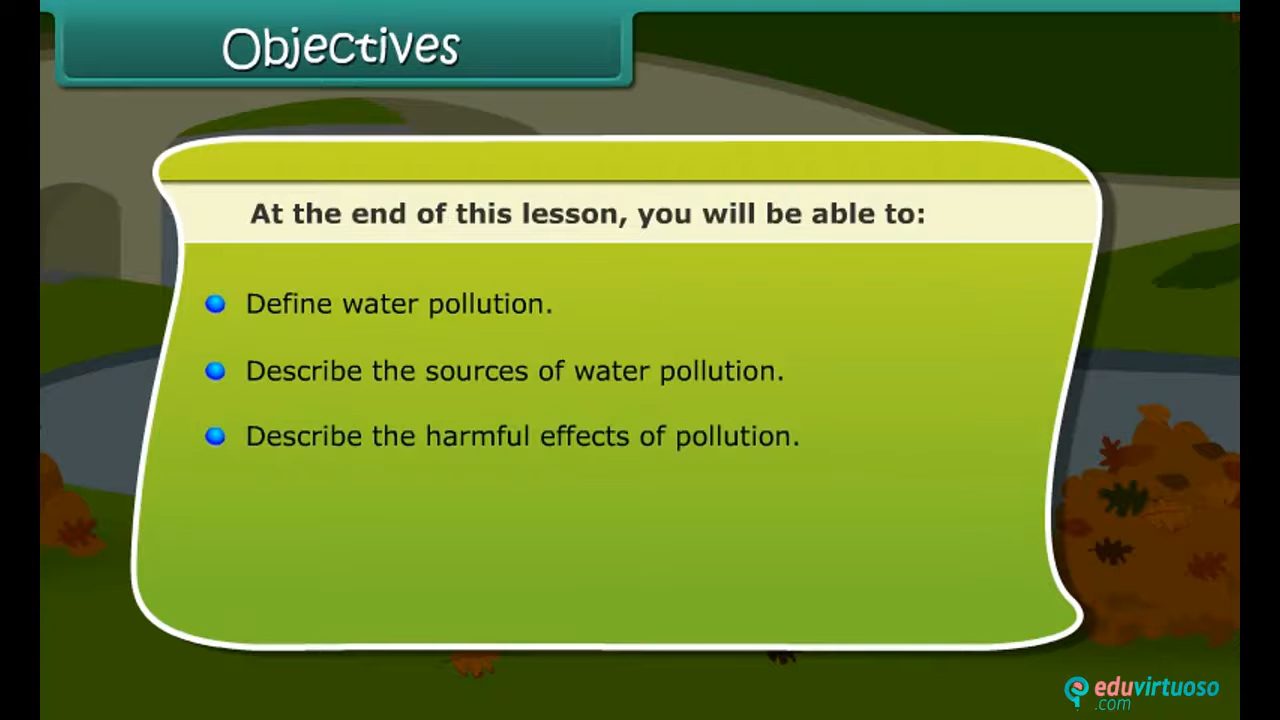 Objectives
At the end of this lesson, you will be able to:
Define water pollution.
Describe the sources of water pollution.
Describe the harmful effects of pollution.
eduvirtuoso
.com